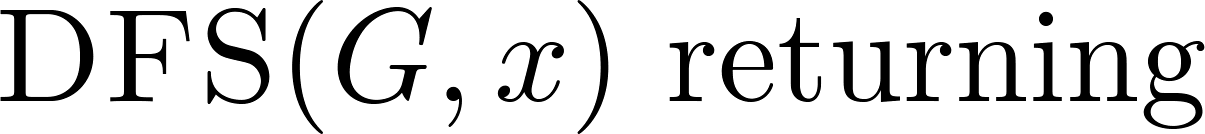 DFS(G, x) returning